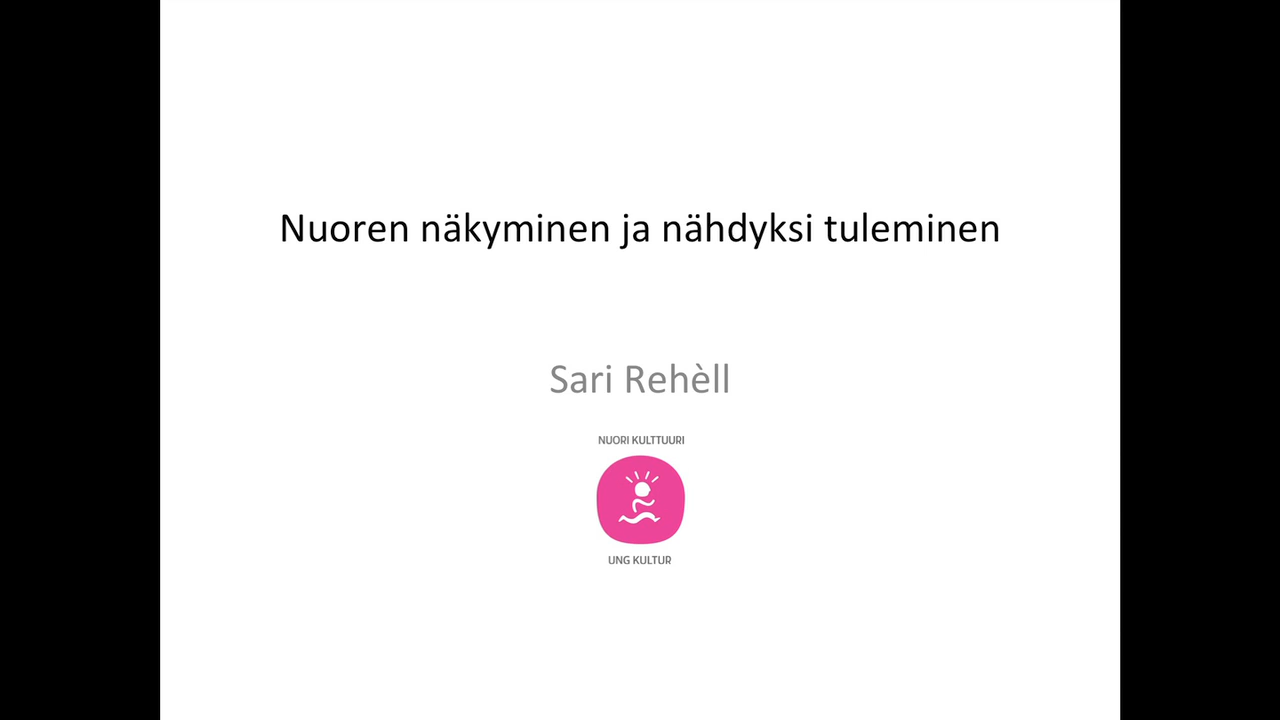 Nuoren näkyminen ja nähdyksi tuleminen
Sari Rehèll
NUORI KULTTUURI
UNG KULTUR